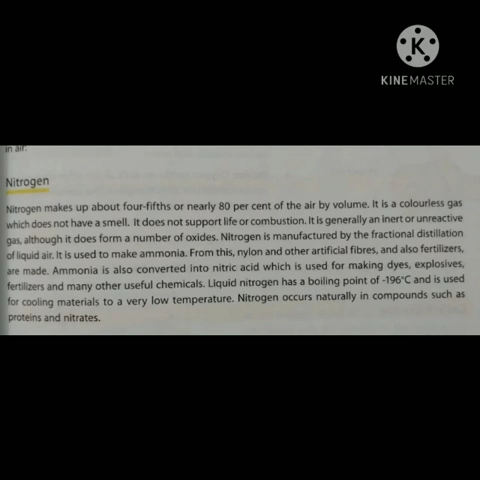 K
KINEMASTER
in air.
Nitrogen
Nitrogen makes up about four-fifths or nearly 80 per cent of the air by volume. It is a colourless gas
which does not have a smell. It does not support life or combustion. It is generally an inert or unreactive
gas, although it does form a number of oxides. Nitrogen is manufactured by the fractional distillation
of liquid air. It is used to make ammonia. From this, nylon and other artificial fibres, and also fertilizers,
are made. Ammonia is also converted into nitric acid which is used for making dyes, explosives,
fertilizers and many other useful chemicals. Liquid nitrogen has a boiling point of -196°C and is used
for cooling materials to a very low temperature. Nitrogen occurs naturally in compounds such as
proteins and nitrates.